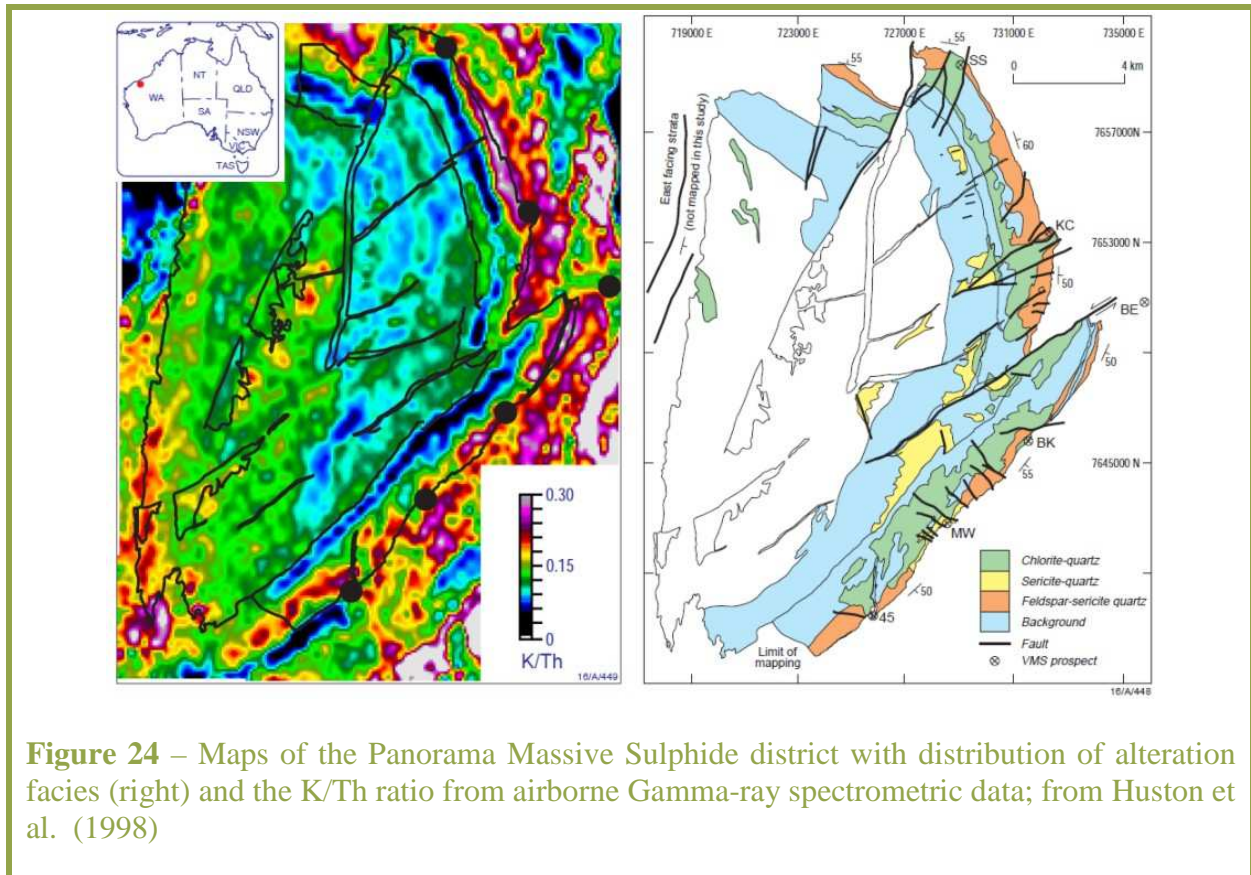 WA
NT
QLD
SA
NSW
VIC
TAS
0.30
0.15
0
K/Th
16/A/449
719000 E
723000 E
727000 E
731000 E
735000 E
55
SS
0
4 km
55
7657000 N
East facing strata
(not mapped in this study)
60
KC
7653000 N
50
BE
50
BK
7645000 N
55
MW
50
45
Limit of
mapping
Chlorite-quartz
Sericite-quartz
Feldspar-sericite quartz
Background
Fault
VMS prospect
16/A/448
Figure 24 – Maps of the Panorama Massive Sulphide district with distribution of alteration
facies (right) and the K/Th ratio from airborne Gamma-ray spectrometric data; from Huston et
al. (1998)